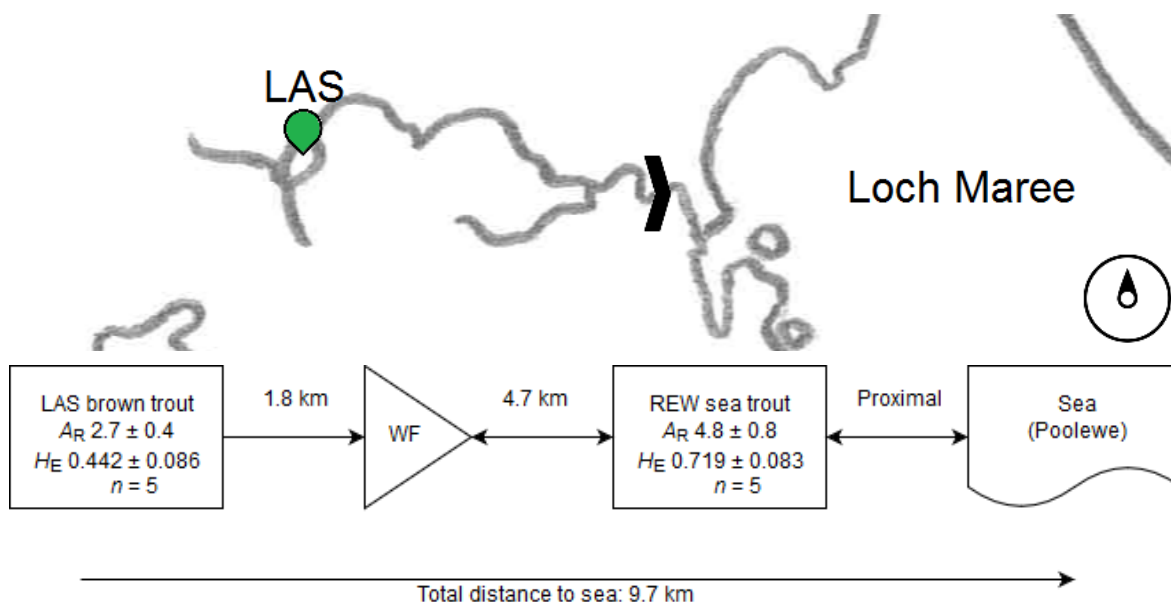 LAS
Loch Maree
LAS brown trout
AR 2.7 ± 0.4
HE 0.442 ± 0.086
n = 5
1.8 km
WF
4.7 km
REW sea trout
AR 4.8 ± 0.8
HE 0.719 ± 0.083
n = 5
Proximal
Sea
(Poolewe)
Total distance to sea: 9.7 km